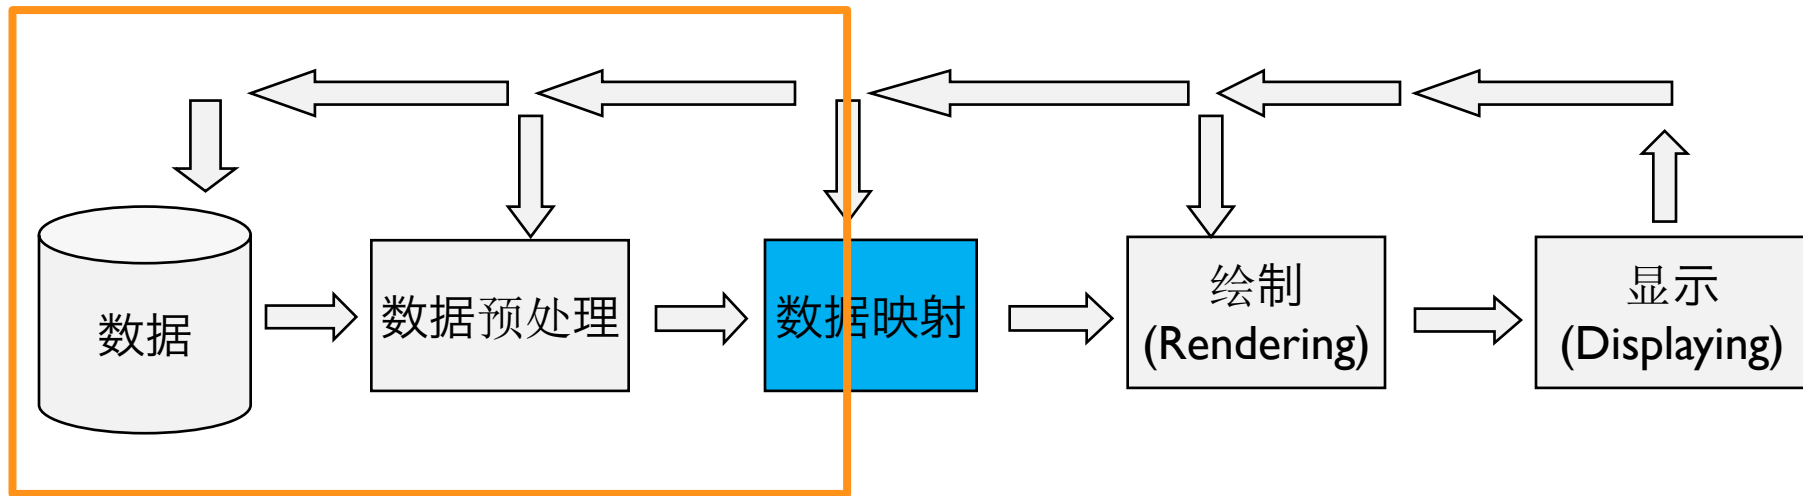 数据
数据预处理
数据映射
绘制
(Rendering)
显示
(Displaying)